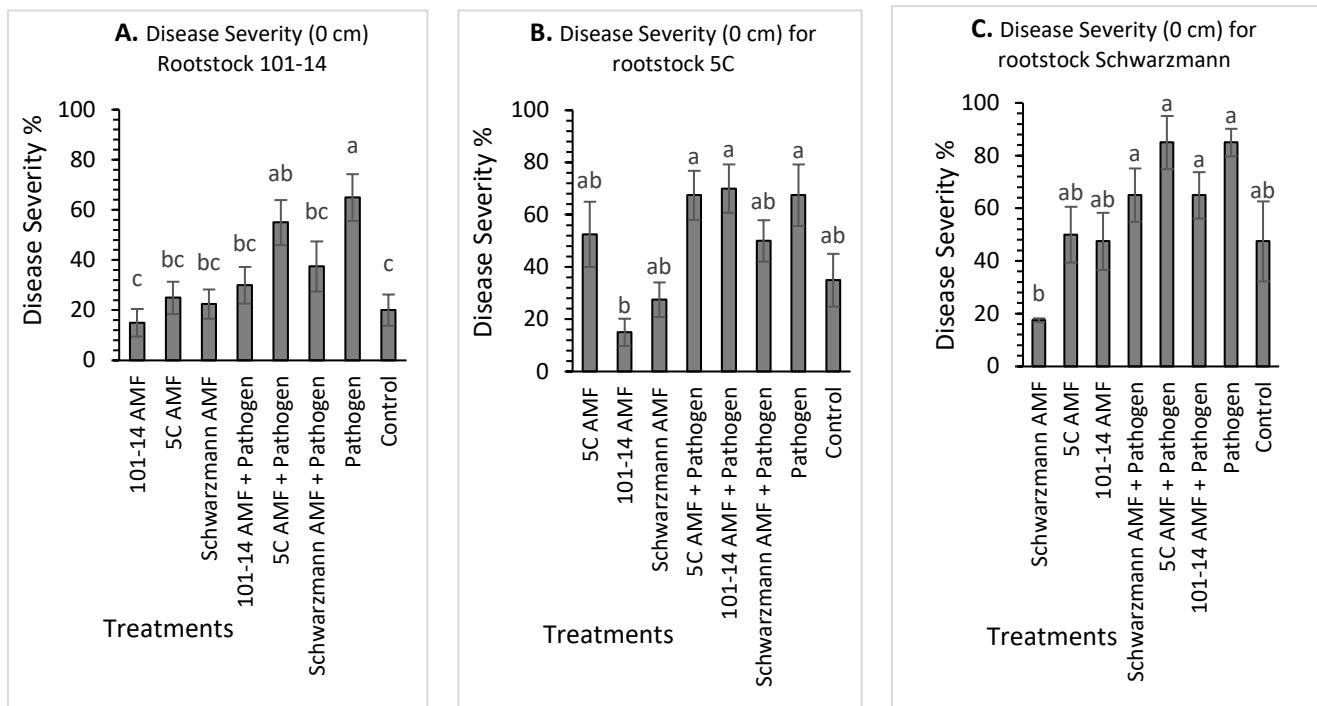 A. Disease Severity (0 cm)
Rootstock 101-14
Disease Severity %
100
80
60
40
20
0
c
bc
bc
bc
ab
bc
a
c
101-14 AMF
5C AMF
Schwarzmann AMF
101-14 AMF + Pathogen
5C AMF + Pathogen
Schwarzmann AMF + Pathogen
Pathogen
Control
Treatments
B. Disease Severity (0 cm) for
rootstock 5C
Disease Severity %
100
80
60
40
20
0
ab
b
ab
a
a
ab
a
ab
5C AMF
101-14 AMF
Schwarzmann AMF
5C AMF + Pathogen
101-14 AMF + Pathogen
Schwarzmann AMF + Pathogen
Pathogen
Control
Treatments
C. Disease Severity (0 cm) for
rootstock Schwarzmann
Disease Severity %
100
80
60
40
20
0
b
ab
ab
a
a
a
a
ab
Schwarzmann AMF
5C AMF
101-14 AMF
Schwarzmann AMF + Pathogen
5C AMF + Pathogen
101-14 AMF + Pathogen
Pathogen
Control
Treatments